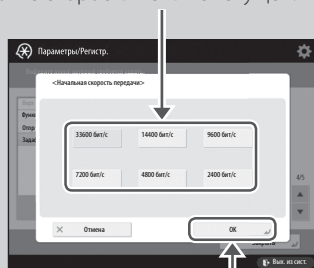 Параметры/Регистр.
<Начальная скорость передачи>
33600 бит/с
14400 бит/с
9600 бит/с
7200 бит/с
4800 бит/с
2400 бит/с
4/5
Отмена
OK
Вых. из сист.